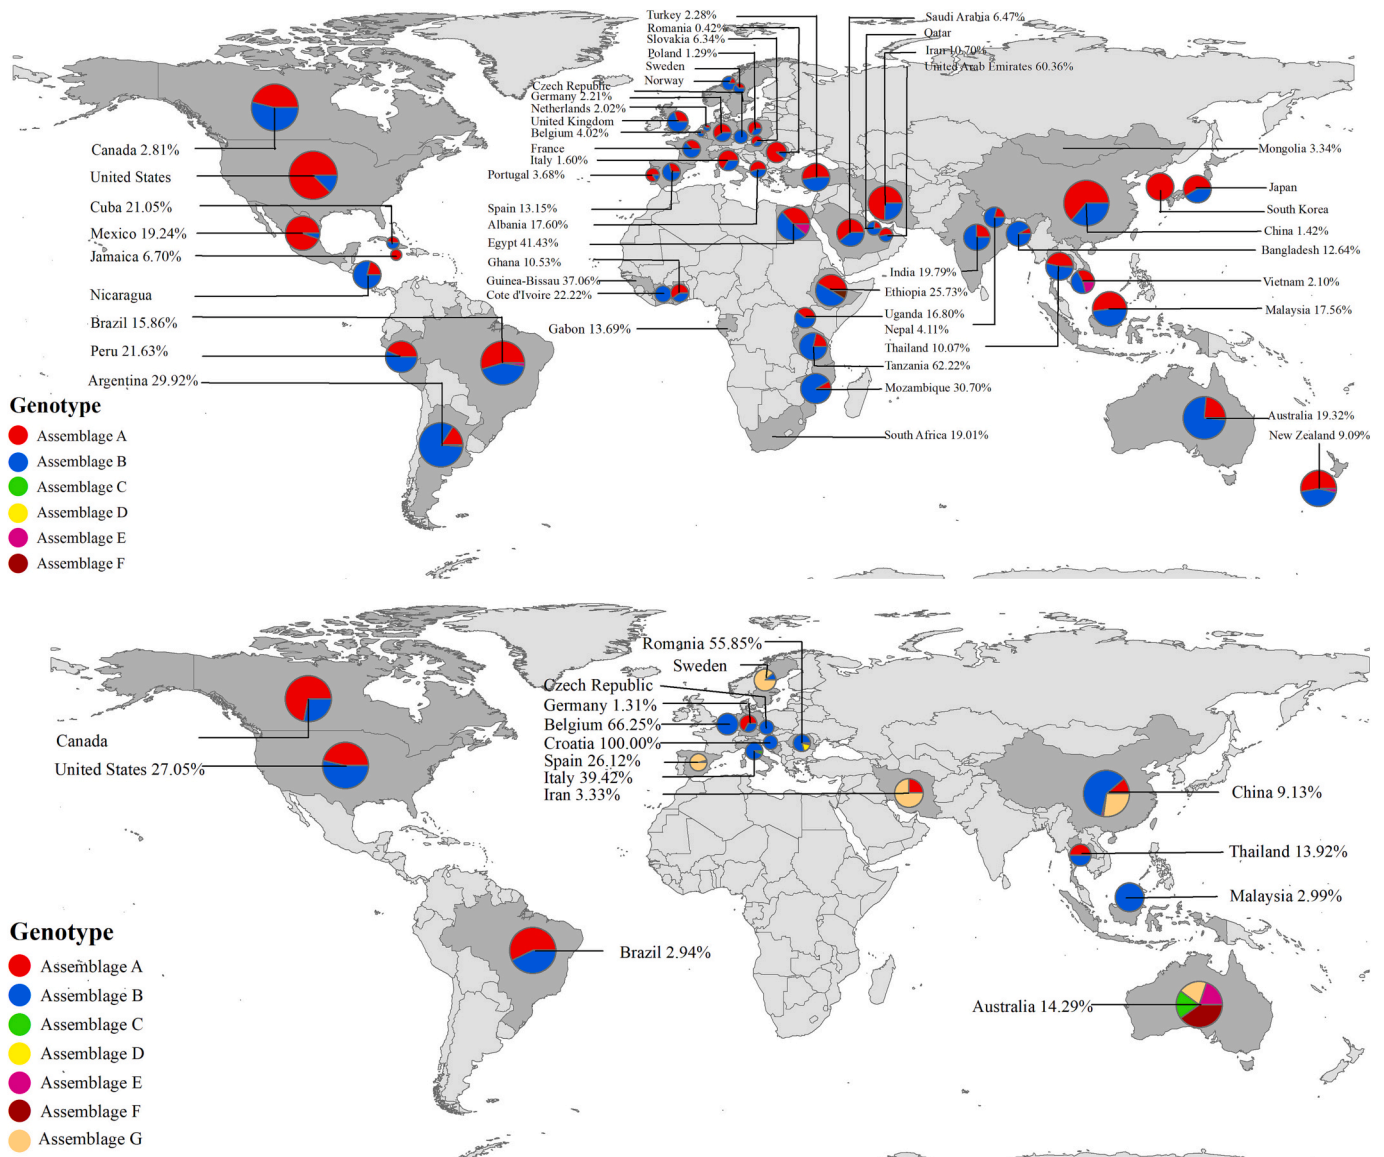 Turkey 2.28%
Romania 0.42%
Slovakia 6.34%
Poland 1.29%
Sweden
Norway
Czech Republic
Germany 2.21%
Netherlands 2.02%
United Kingdom
Belgium 4.02%
France
Italy 1.60%
Portugal 3.68%
Spain 13.15%
Albania 17.60%
Egypt 41.43%
Ghana 10.53%
Guinea-Bissau 37.06%
Cote d'Ivoire 22.22%
Gabon 13.69%
Saudi Arabia 6.47%
Qatar
Iran 10.70%
United Arab Emirates 60.36%
Canada 2.81%
United States
Cuba 21.05%
Mexico 19.24%
Jamaica 6.70%
Nicaragua
Brazil 15.86%
Peru 21.63%
Argentina 29.92%
Mongolia 3.34%
Japan
South Korea
China 1.42%
Bangladesh 12.64%
Vietnam 2.10%
Malaysia 17.56%
India 19.79%
Ethiopia 25.73%
Uganda 16.80%
Nepal 4.11%
Thailand 10.07%
Tanzania 62.22%
Mozambique 30.70%
South Africa 19.01%
Australia 19.32%
New Zealand 9.09%
Genotype
Assemblage A
Assemblage B
Assemblage C
Assemblage D
Assemblage E
Assemblage F
Romania 55.85%
Sweden
Czech Republic
Germany 1.31%
Belgium 66.25%
Croatia 100.00%
Spain 26.12%
Italy 39.42%
Iran 3.33%
Canada
United States 27.05%
China 9.13%
Thailand 13.92%
Malaysia 2.99%
Brazil 2.94%
Australia 14.29%
Genotype
Assemblage A
Assemblage B
Assemblage C
Assemblage D
Assemblage E
Assemblage F
Assemblage G